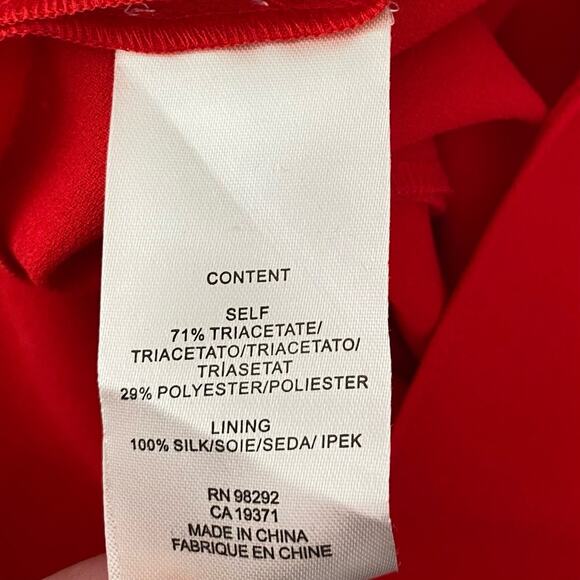 CONTENT
SELF
71% TRIACETATE/
TRIACETATO/TRIACETATO/
TRİASETAT
29% POLYESTER/POLIESTER
LINING
100% SILK/SOIE/SEDA/ IPEK
RN 98292
CA 19371
MADE IN CHINA
FABRIQUE EN CHINE